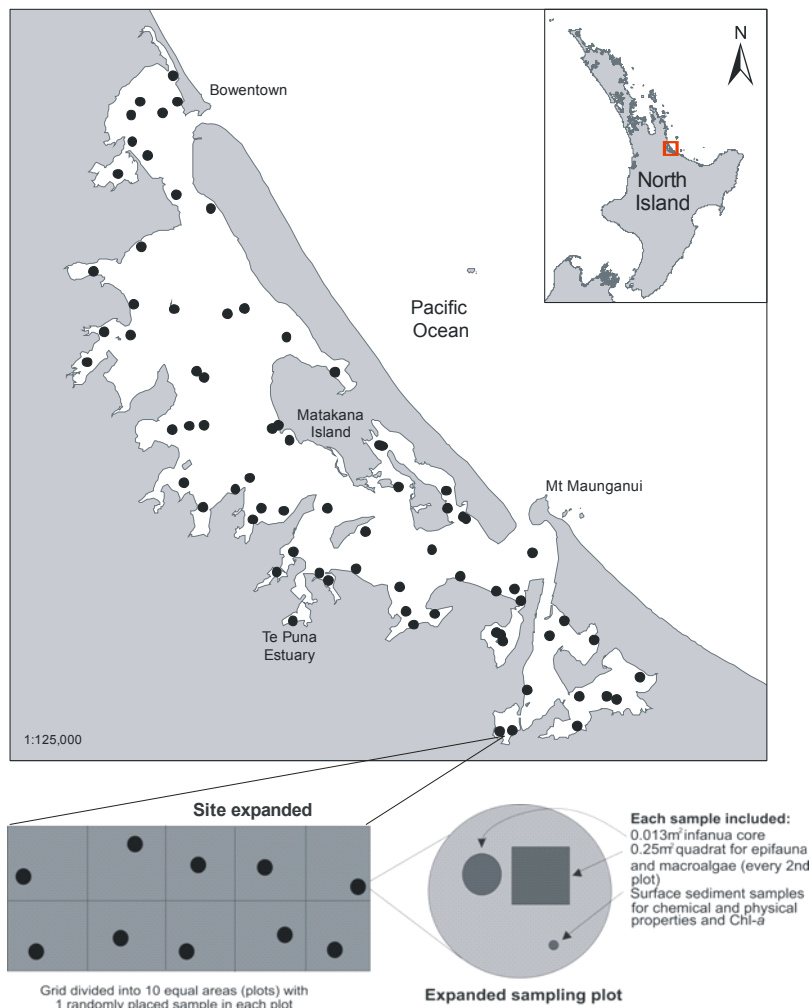 N
Bowentown
North
Island
Pacific
Ocean
Matakana
Island
Mt Maunganui
Te Puna
Estuary
1:125,000
Site expanded
Each sample included:
0.013m² infanua core
0.25m² quadrat for epifauna
and macroalgae (every 2nd
plot)
Surface sediment samples
for chemical and physical
properties and Chl-a
Grid divided into 10 equal areas (plots) with
1 randomly placed sample in each plot
Expanded sampling plot